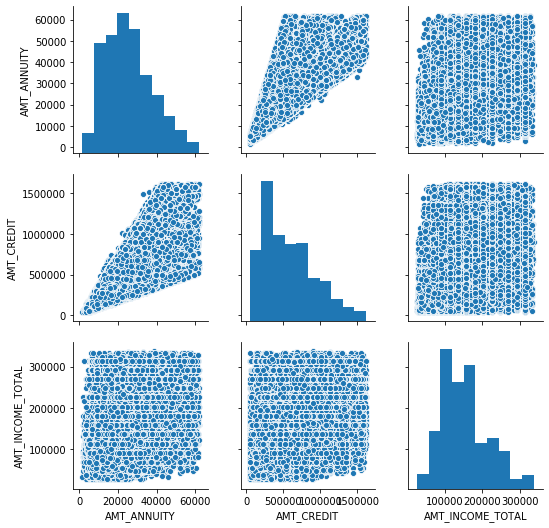 60000
50000
40000
30000
20000
10000
0
AMT_ANNUITY
1500000
1000000
500000
0
AMT_CREDIT
300000
200000
100000
AMT_INCOME_TOTAL
0 20000 40000 60000
AMT_ANNUITY
0 500000 1000000 1500000
AMT_CREDIT
100000 200000 300000
AMT_INCOME_TOTAL